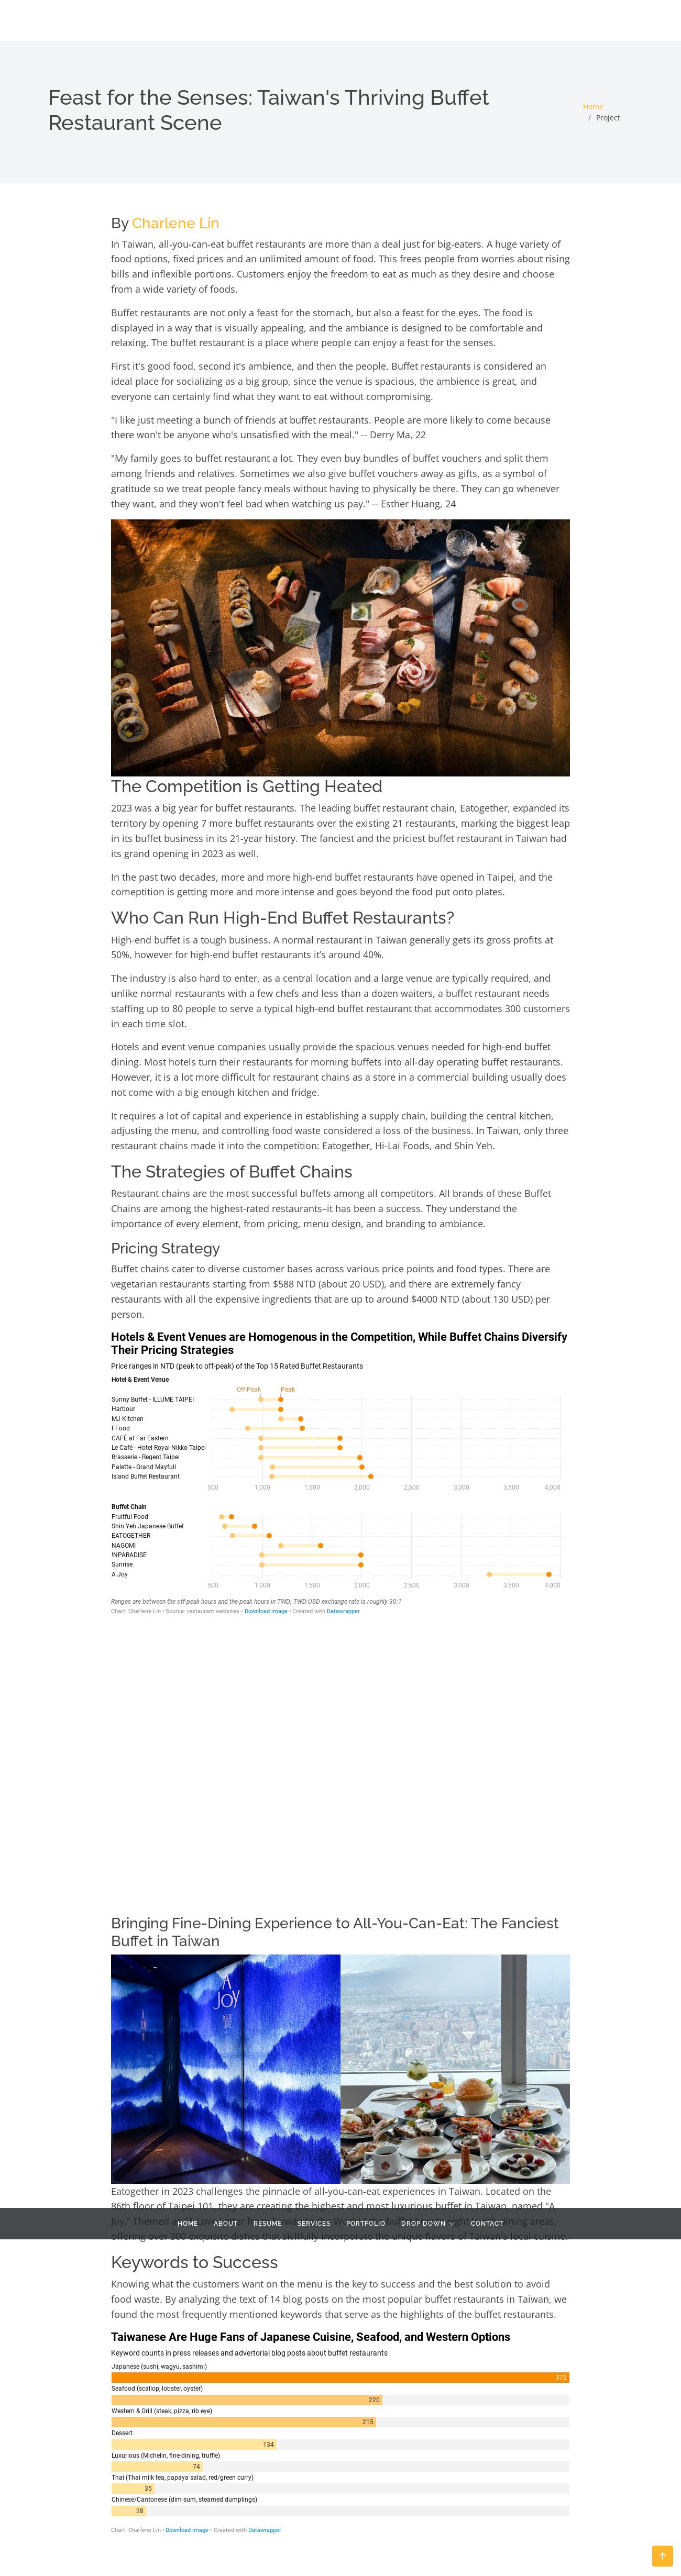 Feast for the Senses: Taiwan's Thriving Buffet
Restaurant Scene
Home
/ Project
By Charlene Lin
In Taiwan, all-you-can-eat buffet restaurants are more than a deal just for big-eaters. A huge variety of
food options, fixed prices and an unlimited amount of food. This frees people from worries about rising
bills and inflexible portions. Customers enjoy the freedom to eat as much as they desire and choose
from a wide variety of foods.
Buffet restaurants are not only a feast for the stomach, but also a feast for the eyes. The food is
displayed in a way that is visually appealing, and the ambiance is designed to be comfortable and
relaxing. The buffet restaurant is a place where people can enjoy a feast for the senses.
First it's good food, second it's ambience, and then the people. Buffet restaurants is considered an
ideal place for socializing as a big group, since the venue is spacious, the ambience is great, and
everyone can certainly find what they want to eat without compromising.
"I like just meeting a bunch of friends at buffet restaurants. People are more likely to come because
there won't be anyone who's unsatisfied with the meal." -- Derry Ma, 22
"My family goes to buffet restaurant a lot. They even buy bundles of buffet vouchers and split them
among friends and relatives. Sometimes we also give buffet vouchers away as gifts, as a symbol of
gratitude so we treat people fancy meals without having to physically be there. They can go whenever
they want, and they won't feel bad when watching us pay." -- Esther Huang, 24
The Competition is Getting Heated
2023 was a big year for buffet restaurants. The leading buffet restaurant chain, Eatogether, expanded its
territory by opening 7 more buffet restaurants over the existing 21 restaurants, marking the biggest leap
in its buffet business in its 21-year history. The fanciest and the priciest buffet restaurant in Taiwan had
its grand opening in 2023 as well.
In the past two decades, more and more high-end buffet restaurants have opened in Taipei, and the
comeptition is getting more and more intense and goes beyond the food put onto plates.
Who Can Run High-End Buffet Restaurants?
High-end buffet is a tough business. A normal restaurant in Taiwan generally gets its gross profits at
50%, however for high-end buffet restaurants it's around 40%.
The industry is also hard to enter, as a central location and a large venue are typically required, and
unlike normal restaurants with a few chefs and less than a dozen waiters, a buffet restaurant needs
staffing up to 80 people to serve a typical high-end buffet restaurant that accommodates 300 customers
in each time slot.
Hotels and event venue companies usually provide the spacious venues needed for high-end buffet
dining. Most hotels turn their restaurants for morning buffets into all-day operating buffet restaurants.
However, it is a lot more difficult for restaurant chains as a store in a commercial building usually does
not come with a big enough kitchen and fridge.
It requires a lot of capital and experience in establishing a supply chain, building the central kitchen,
adjusting the menu, and controlling food waste considered a loss of the business. In Taiwan, only three
restaurant chains made it into the competition: Eatogether, Hi-Lai Foods, and Shin Yeh.
The Strategies of Buffet Chains
Restaurant chains are the most successful buffets among all competitors. All brands of these Buffet
Chains are among the highest-rated restaurants–it has been a success. They understand the
importance of every element, from pricing, menu design, and branding to ambiance.
Pricing Strategy
Buffet chains cater to diverse customer bases across various price points and food types. There are
vegetarian restaurants starting from $588 NTD (about 20 USD), and there are extremely fancy
restaurants with all the expensive ingredients that are up to around $4000 NTD (about 130 USD) per
person.
Hotels & Event Venues are Homogenous in the Competition, While Buffet Chains Diversify
Their Pricing Strategies
Price ranges in NTD (peak to off-peak) of the Top 15 Rated Buffet Restaurants
Hotel & Event Venue
Off-Peak Peak
Sunny Buffet - ILLUME TAIPEI
Harbour
MJ Kitchen
FFood
CAFÉ at Far Eastern
Le Café - Hotel Royal-Nikko Taipei
Brasserie - Regent Taipei
Palette - Grand Mayfull
Island Buffet Restaurant
500 1,000 1,500 2,000 2,500 3,000 3,500 4,000
Buffet Chain
Fruitful Food
Shin Yeh Japanese Buffet
EATOGETHER
NAGOMI
!NPARADISE
Sunrise
A Joy
500 1.000 1.500 2.000 2.500 3.000 3.500 4.000
Ranges are between the off-peak hours and the peak hours in TWD; TWD:USD exchange rate is roughly 30:1
Chart: Charlene Lin • Source: restaurant websites • Download image • Created with Datawrapper
Bringing Fine-Dining Experience to All-You-Can-Eat: The Fanciest
Buffet in Taiwan
A
JOY
Eatogether in 2023 challenges the pinnacle of all-you-can-eat experiences in Taiwan. Located on the
86th floor of Taipei 101, they are creating the highest and most luxurious buffet in Taiwan, named "A
HOME ABOUT RESUME SERVICES PORTFOLIO DROP DOWN CONTACT
offering over 300 exquisite dishes that skillfully incorporate the unique flavors of Taiwan's local cuisine.
Keywords to Success
Knowing what the customers want on the menu is the key to success and the best solution to avoid
food waste. By analyzing the text of 14 blog posts on the most popular buffet restaurants in Taiwan, we
found the most frequently mentioned keywords that serve as the highlights of the buffet restaurants.
Taiwanese Are Huge Fans of Japanese Cuisine, Seafood, and Western Options
Keyword counts in press releases and advertorial blog posts about buffet restaurants
Japanese (sushi, wagyu, sashimi)
372
Seafood (scallop, lobster, oyster)
220
Western & Grill (steak, pizza, rib eye)
215
Dessert
134
Luxurious (Michelin, fine-dining, truffle)
74
Thai (Thai milk tea, papaya salad, red/green curry)
35
Chinese/Cantonese (dim-sum, steamed dumplings)
28
Chart: Charlene Lin • Download image • Created with Datawrapper